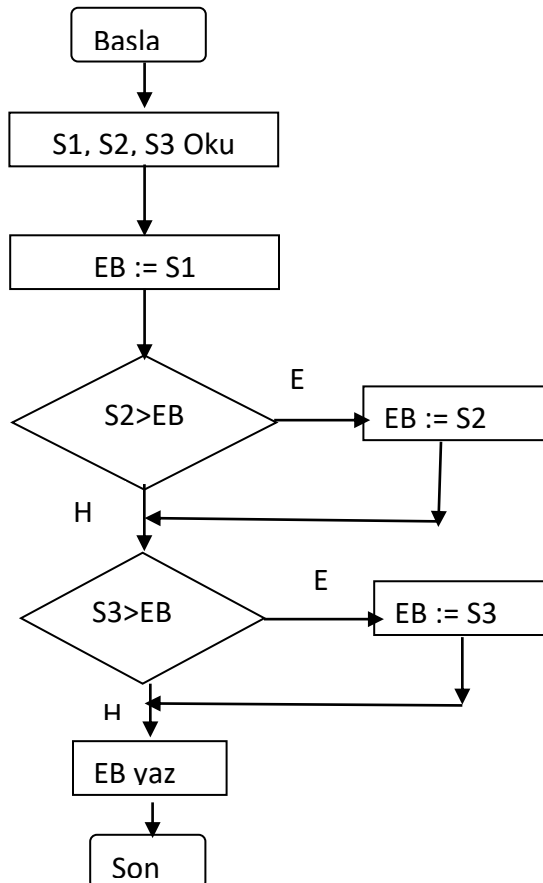 Basla
S1, S2, S3 Oku
EB := S1
S2>EB
E
EB := S2
H
S3>EB
E
EB := S3
H
EB yaz
Son